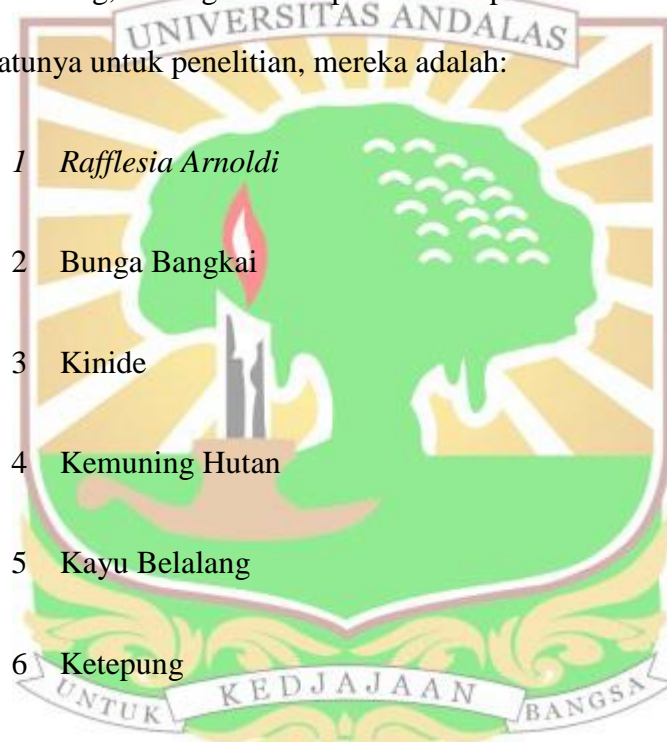 UNIVERSITAS ANDALAS
atunya untuk penelitian, mereka adalah:
1 Rafflesia Arnoldi
2 Bunga Bangkai
3 Kinide
4 Kemuning Hutan
5 Kayu Belalang
6 Ketepung
UNTUK KEDJAJAAN BANGSA